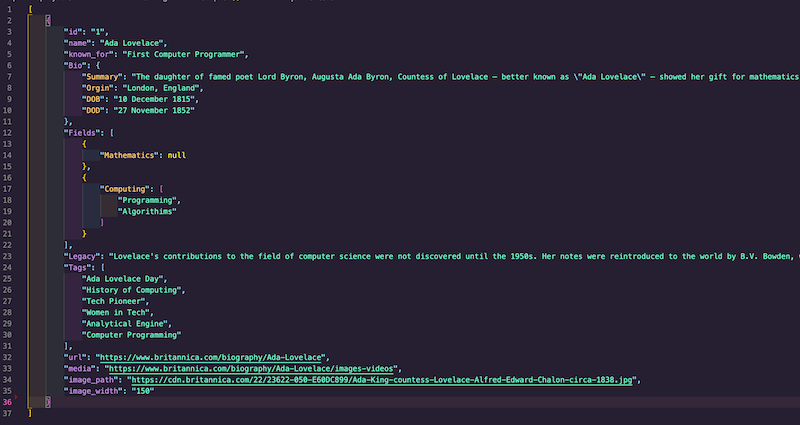 1 [
2 {
3 "id": "1",
4 "name": "Ada Lovelace",
5 "known_for": "First Computer Programmer",
6 "Bio": {
7 "Summary": "The daughter of famed poet Lord Byron, Augusta Ada Byron, Countess of Lovelace — better known as \"Ada Lovelace\" — showed her gift for mathematics
8 "Orgin": "London, England",
9 "DOB": "10 December 1815",
10 "DOD": "27 November 1852"
11 },
12 "Fields": [
13 {
14 "Mathematics": null
15 },
16 {
17 "Computing": [
18 "Programming",
19 "Algorithims"
20 ]
21 }
22 ],
23 "Legacy": "Lovelace's contributions to the field of computer science were not discovered until the 1950s. Her notes were reintroduced to the world by B.V. Bowden,
24 "Tags": [
25 "Ada Lovelace Day",
26 "History of Computing",
27 "Tech Pioneer",
28 "Women in Tech",
29 "Analytical Engine",
30 "Computer Programming"
31 ],
32 "url": "https://www.britannica.com/biography/Ada-Lovelace",
33 "media": "https://www.britannica.com/biography/Ada-Lovelace/images-videos",
34 "image_path": "https://cdn.britannica.com/22/23622-050-E60DC899/Ada-King-countess-Lovelace-Alfred-Edward-Chalon-circa-1838.jpg",
35 "image_width": "150"
36 }
37 ]